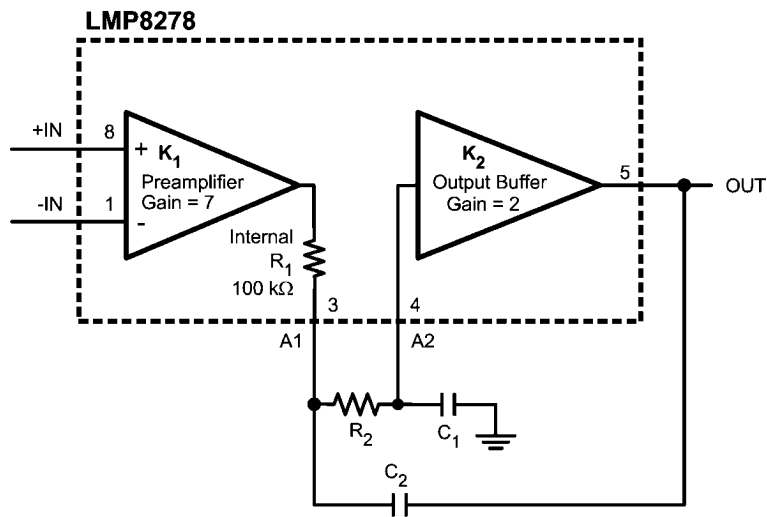 LMP8278
+IN
8
+
K1
Preamplifier
Gain = 7
-IN
1
-
Internal
R1
100 kΩ
3
A1
K2
Output Buffer
Gain = 2
5
OUT
4
A2
R2
C1
C2